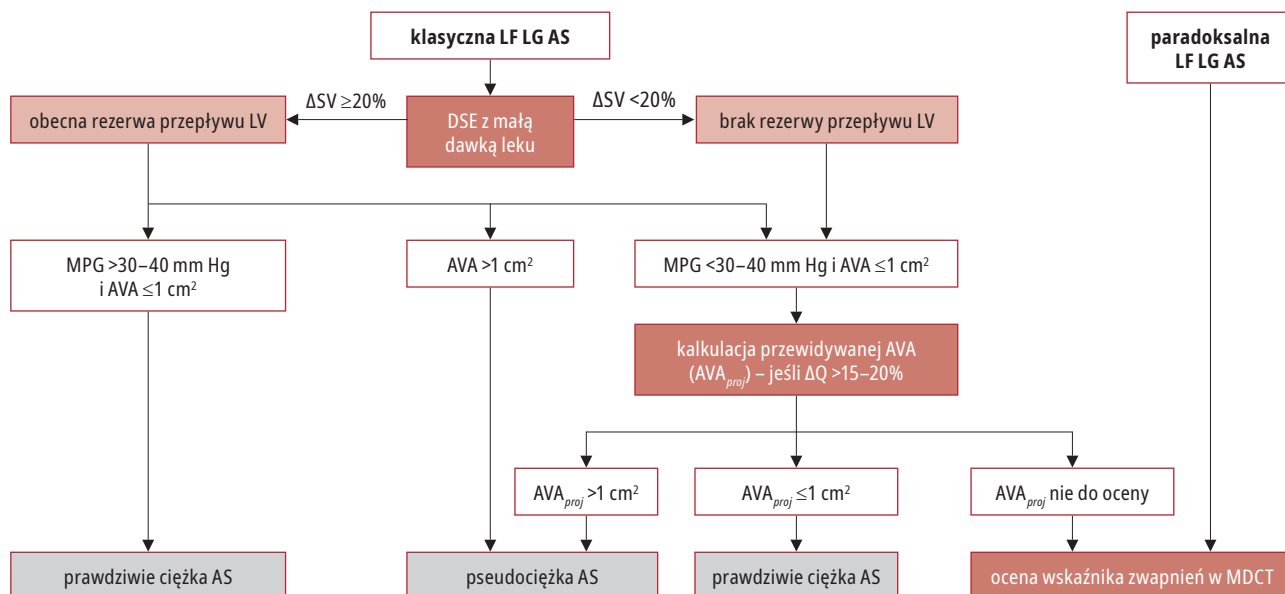 klasyczna LF LG AS
paradoksalna
LF LG AS
ΔSV ≥20%
ΔSV <20%
obecna rezerwa przepływu LV
DSE z małą
dawką leku
brak rezerwy przepływu LV
MPG >30–40 mm Hg
i AVA ≤1 cm²
AVA >1 cm²
MPG <30–40 mm Hg i AVA ≤1 cm²
kalkulacja przewidywanej AVA
(AVAproj) – jeśli ΔQ >15–20%
AVAproj >1 cm²
AVAproj ≤1 cm²
AVAproj nie do oceny
prawdziwie ciężka AS
pseudociężka AS
prawdziwie ciężka AS
ocena wskaźnika zwapnień w MDCT